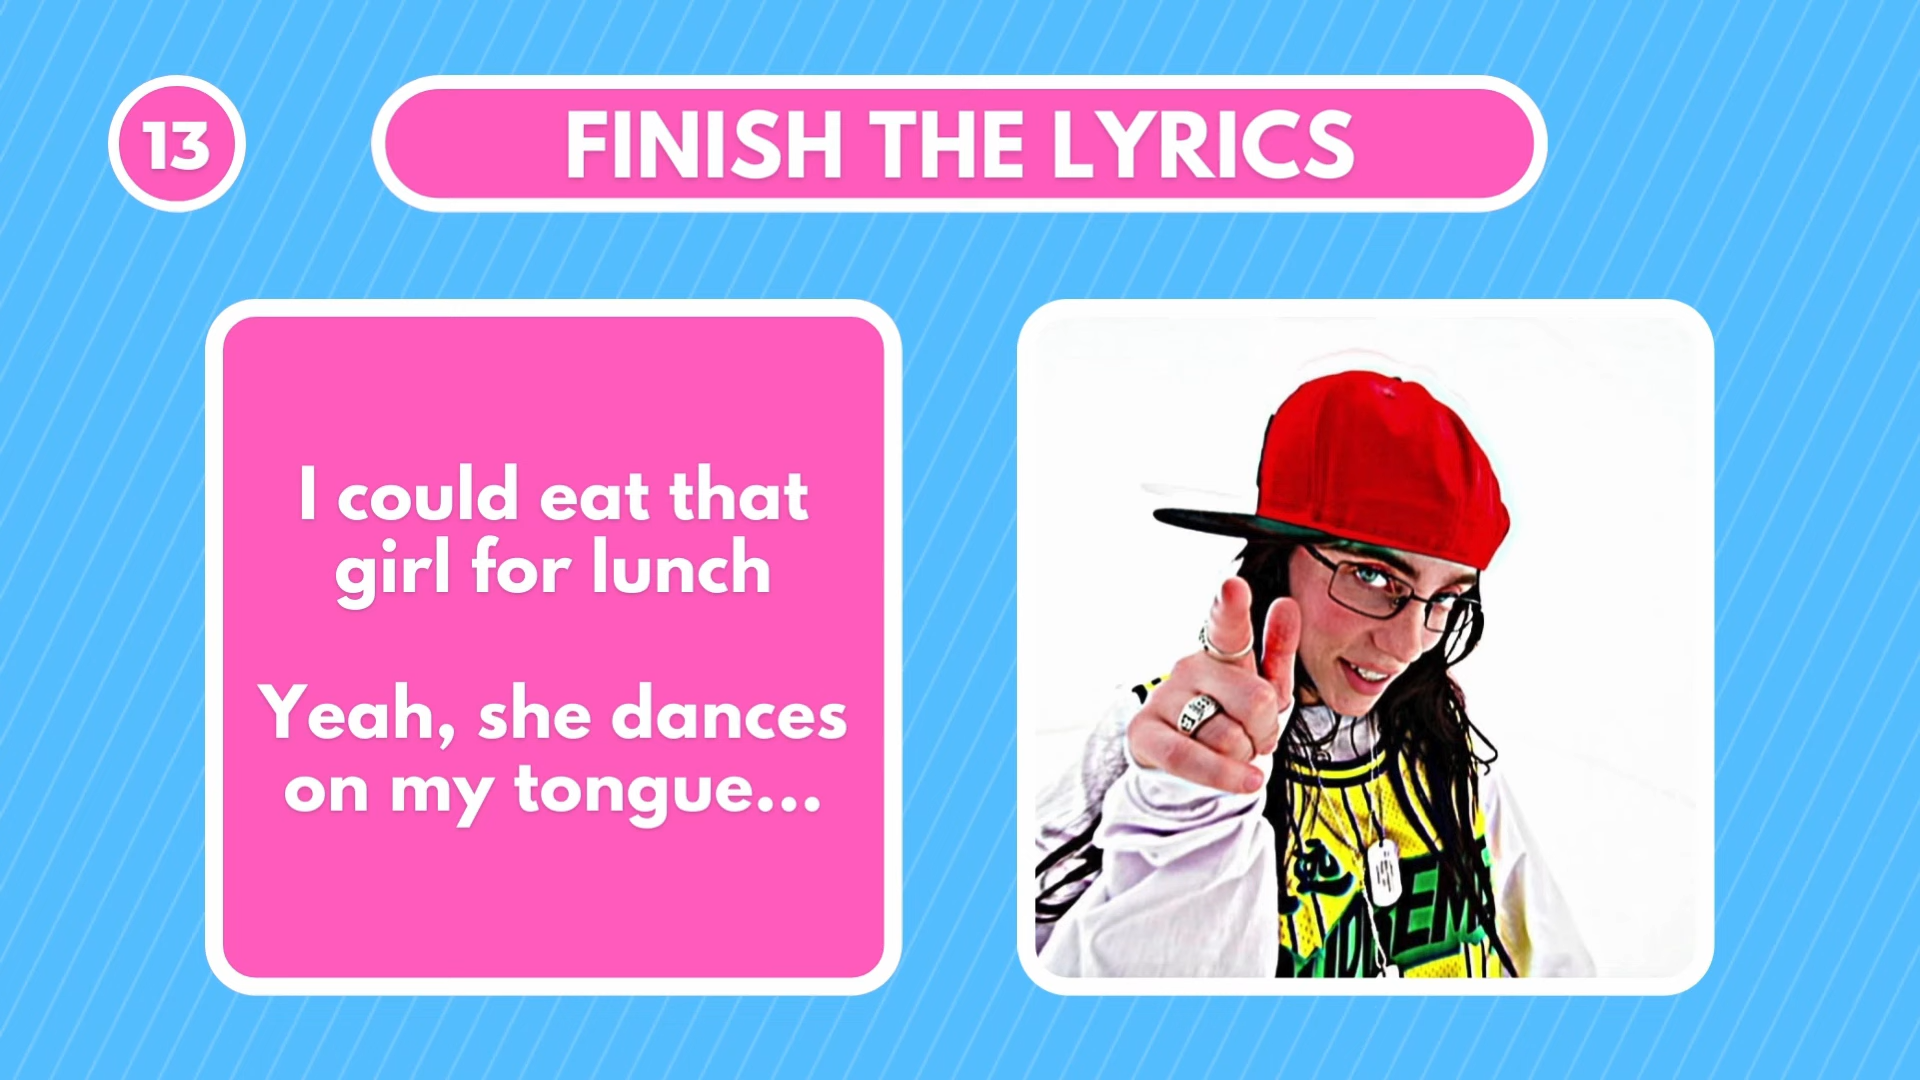 13
FINISH THE LYRICS
I could eat that
girl for lunch
Yeah, she dances
on my tongue...